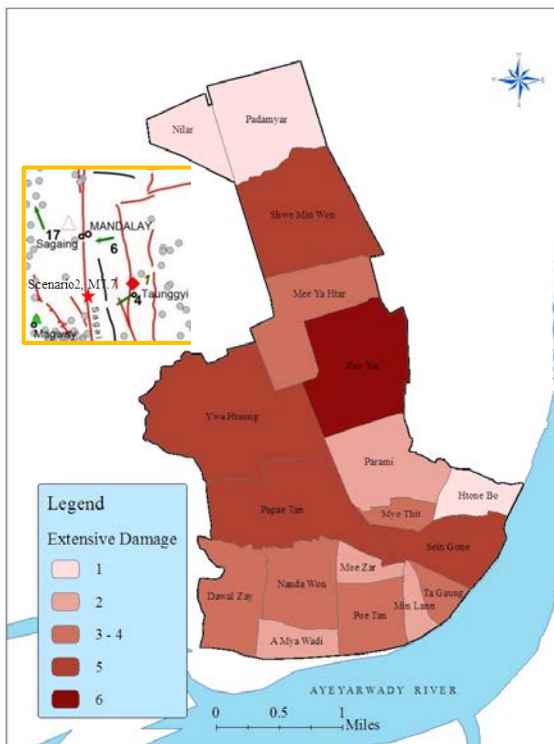 Nilar
Padamyar
Shwe Min Won
17
MANDALAY
Sagaing
6
Scenario2, M7.7
1
Taunggyi
4
Sagai
Magway
Mee Ya Htar
Zay Yar
Ywa Htaung
Parami
Htone Bo
Myo Thit
Papae Tan
Sein Gone
Moe Zar
Dawal Zay
Nanda Won
Ta Gaung
Min Lann
Poe Tan
A Mya Wadi
Legend
Extensive Damage
1
2
3 - 4
5
6
AYEYARWADY RIVER
0 0.5 1
Miles